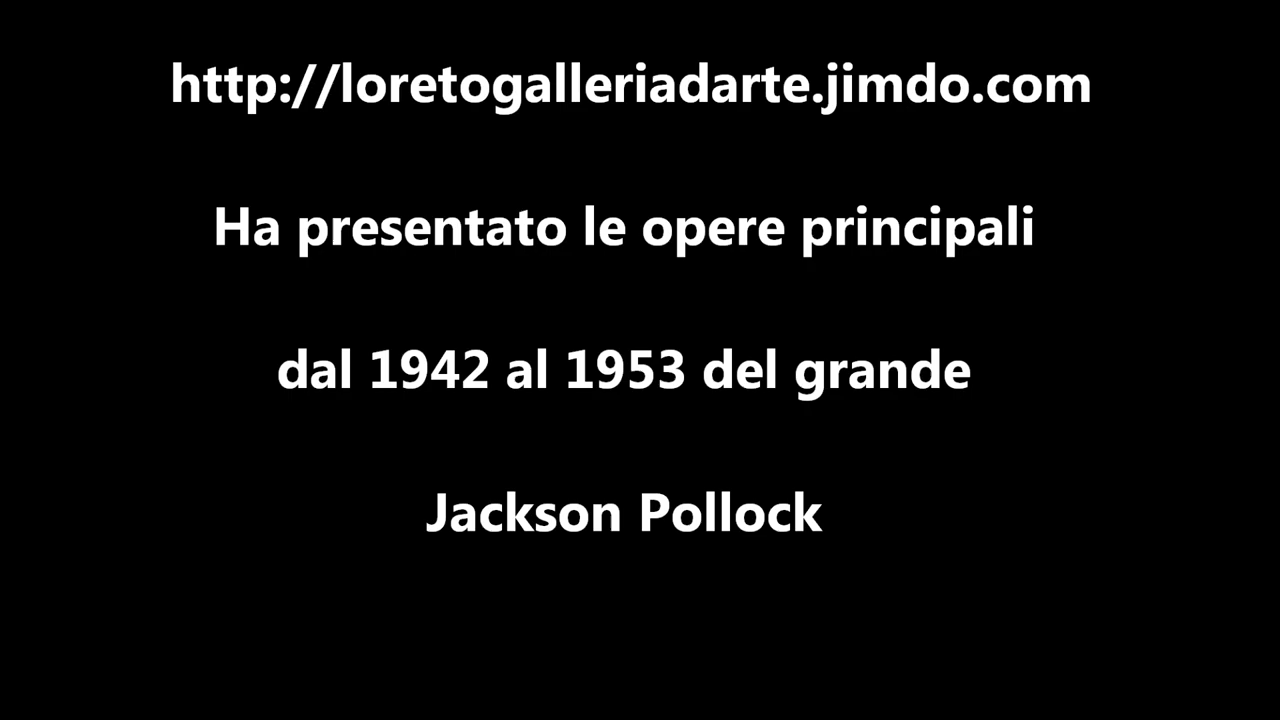 http://loretogalleriadarte.jimdo.com
Ha presentato le opere principali
dal 1942 al 1953 del grande
Jackson Pollock